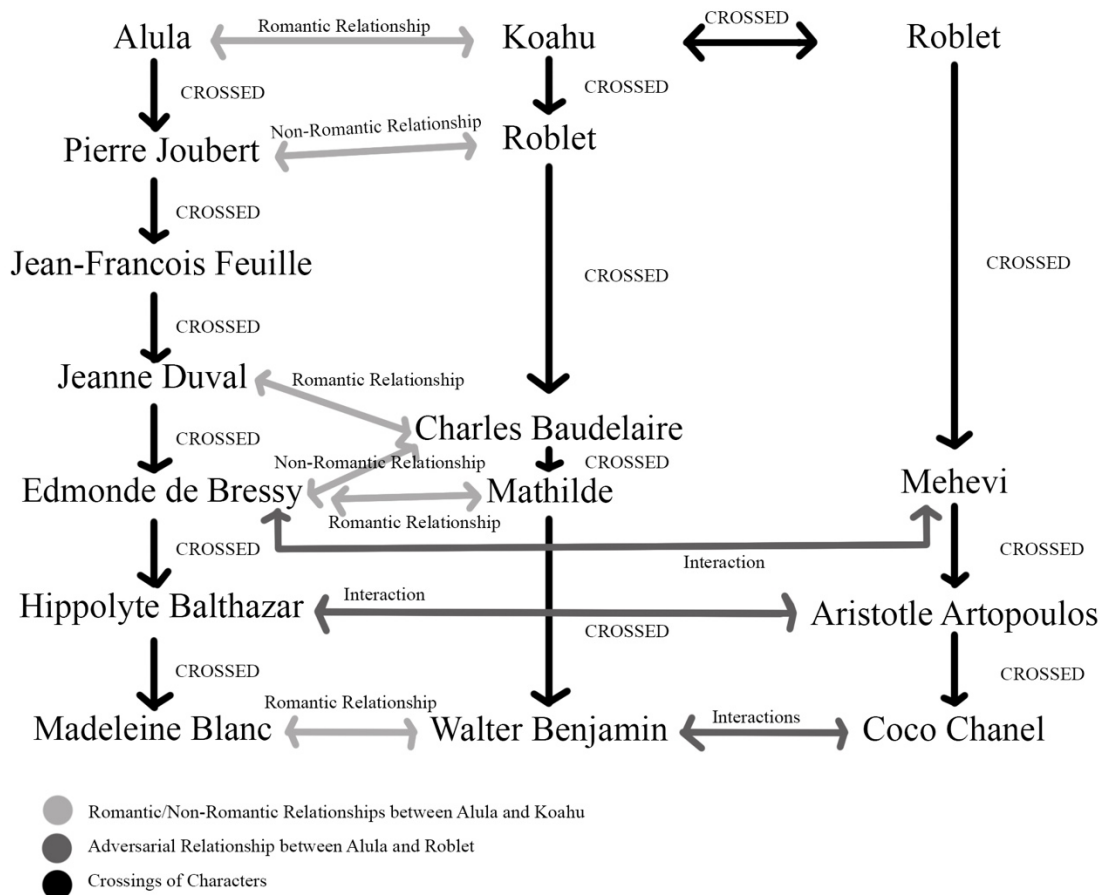 CROSSED
Alula
Romantic Relationship
Koahu
Roblet
CROSSED
CROSSED
Non-Romantic Relationship
Pierre Joubert
Roblet
CROSSED
Jean-Francois Feuille
CROSSED
CROSSED
CROSSED
Jeanne Duval
Romantic Relationship
Charles Baudelaire
CROSSED
Non-Romantic Relationship
CROSSED
Edmonde de Bressy
Mathilde
Mehevi
Romantic Relationship
CROSSED
Interaction
CROSSED
Hippolyte Balthazar
Interaction
Aristotle Artopoulos
CROSSED
CROSSED
CROSSED
Romantic Relationship
Madeleine Blanc
Walter Benjamin
Interactions
Coco Chanel
Romantic/Non-Romantic Relationships between Alula and Koahu
Adversarial Relationship between Alula and Roblet
Crossings of Characters